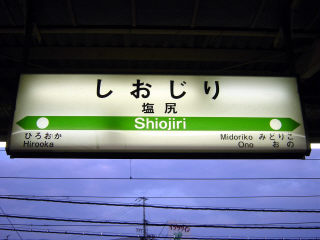 しおじり
塩尻
Shiojiri
ひろおか
Hirooka
Midoriko みどりこ
Ono おの